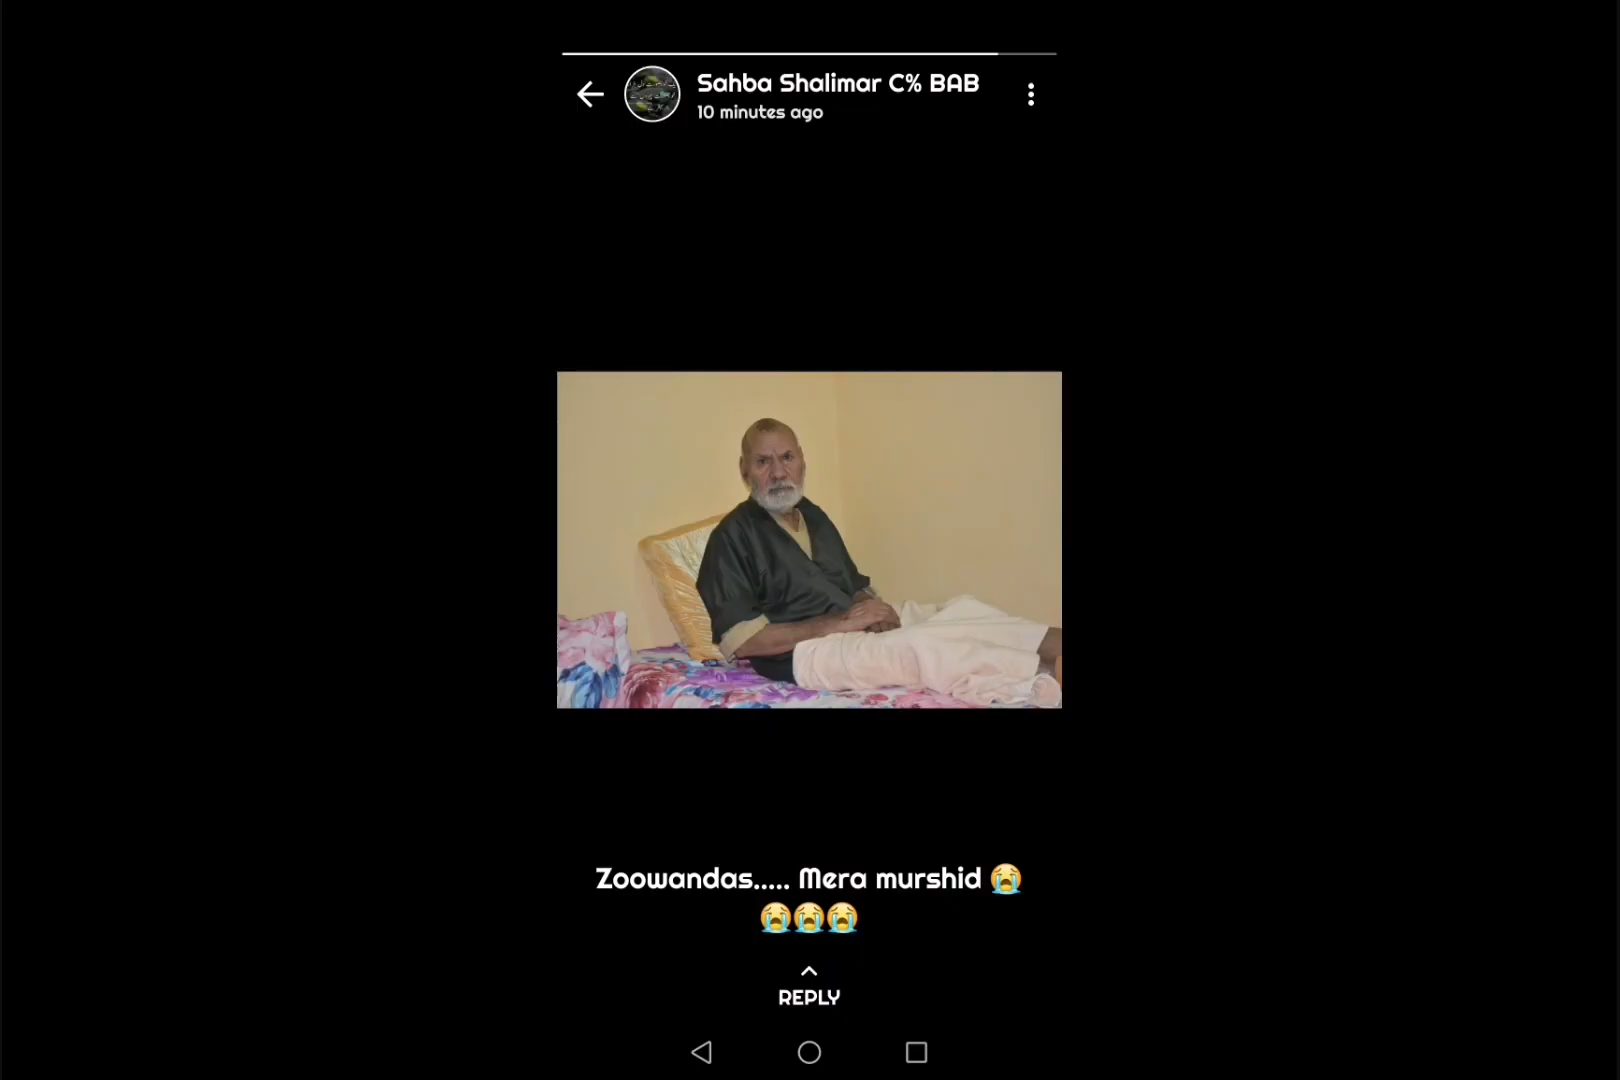 Sahba Shalimar C% BAB
10 minutes ago
Zoowandas..... Mera murshid 😭
😭😭😭
REPLY